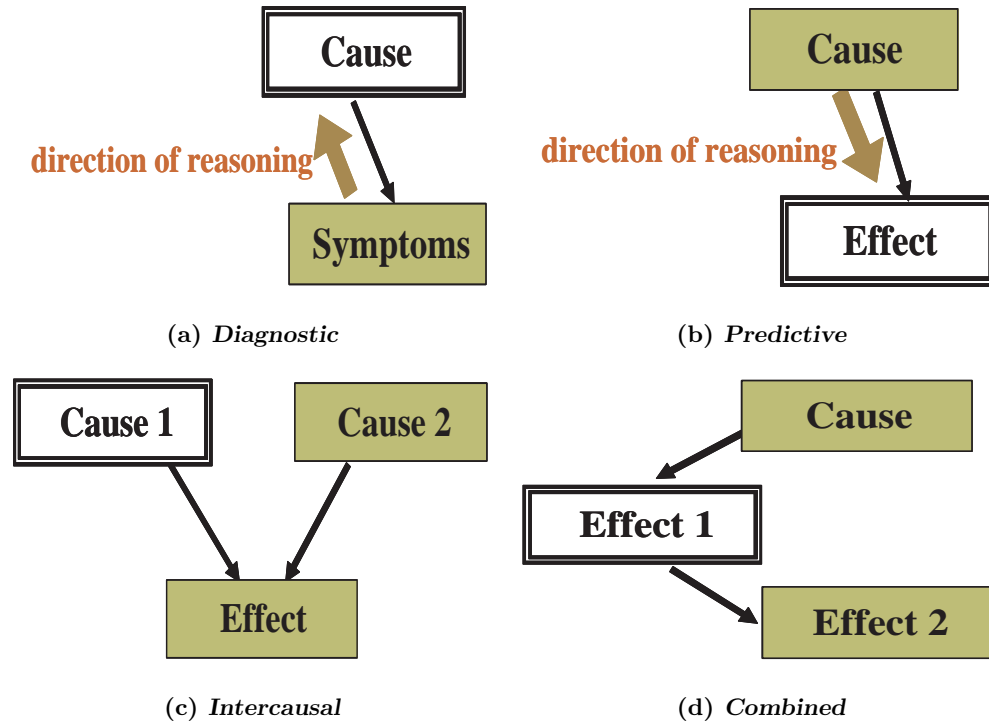 Cause
direction of reasoning
Symptoms
(a) Diagnostic
Cause
direction of reasoning
Effect
(b) Predictive
Cause 1
Cause 2
Effect
(c) Intercausal
Cause
Effect 1
Effect 2
(d) Combined